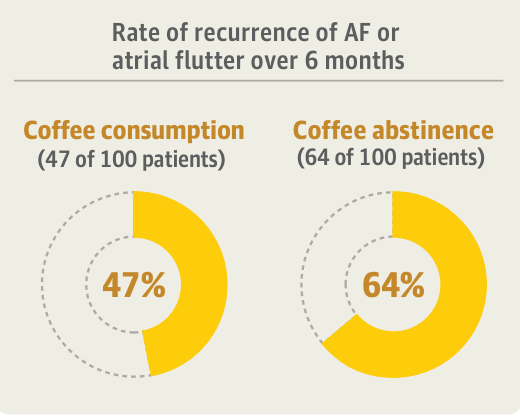 Rate of recurrence of AF or
atrial flutter over 6 months
Coffee consumption
(47 of 100 patients)
47%
Coffee abstinence
(64 of 100 patients)
64%